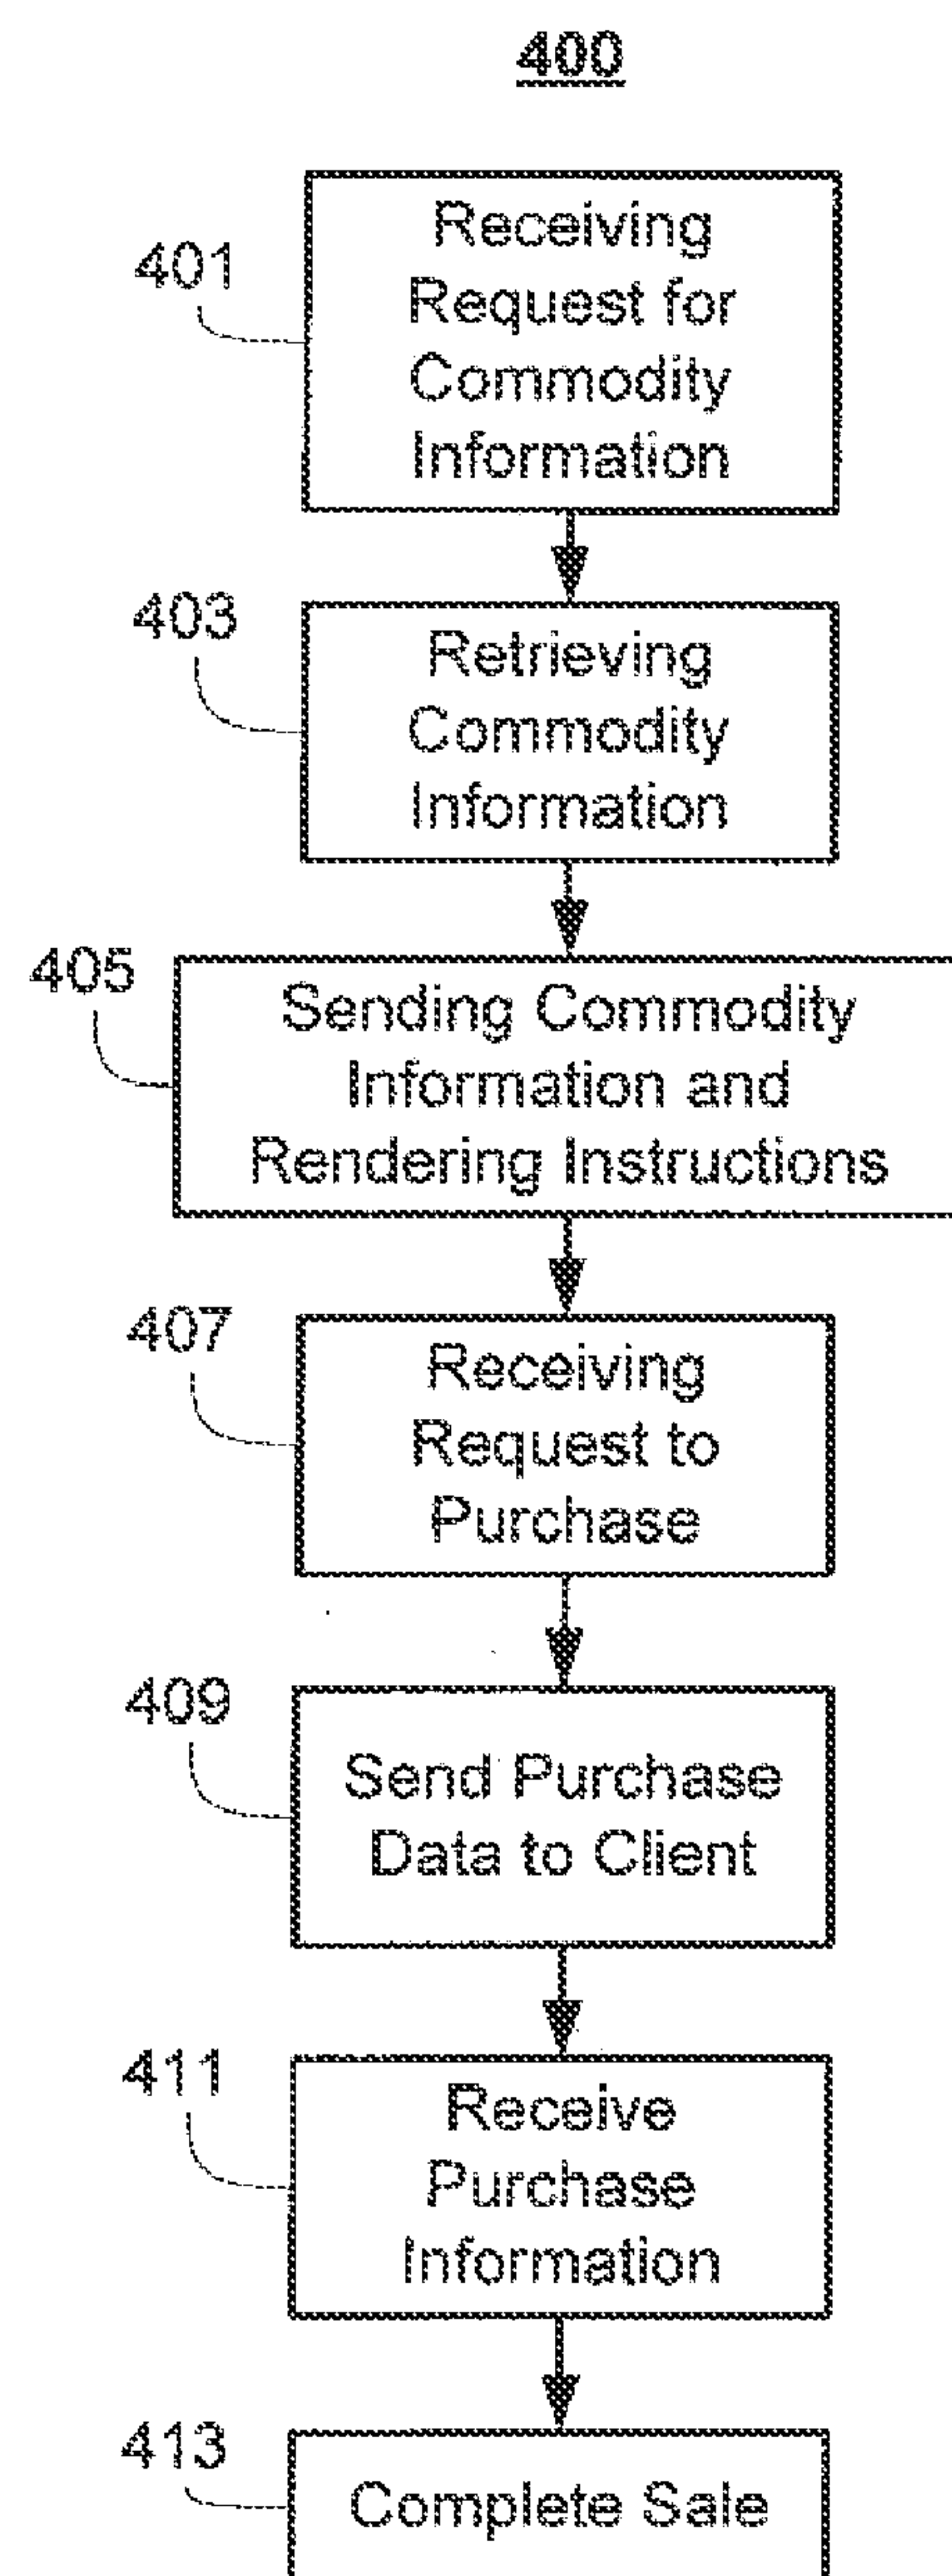 400
401
Receiving
Request for
Commodity
Information
403
Retrieving
Commodity
Information
405
Sending Commodity
Information and
Rendering Instructions
407
Receiving
Request to
Purchase
409
Send Purchase
Data to Client
411
Receive
Purchase
Information
413
Complete Sale